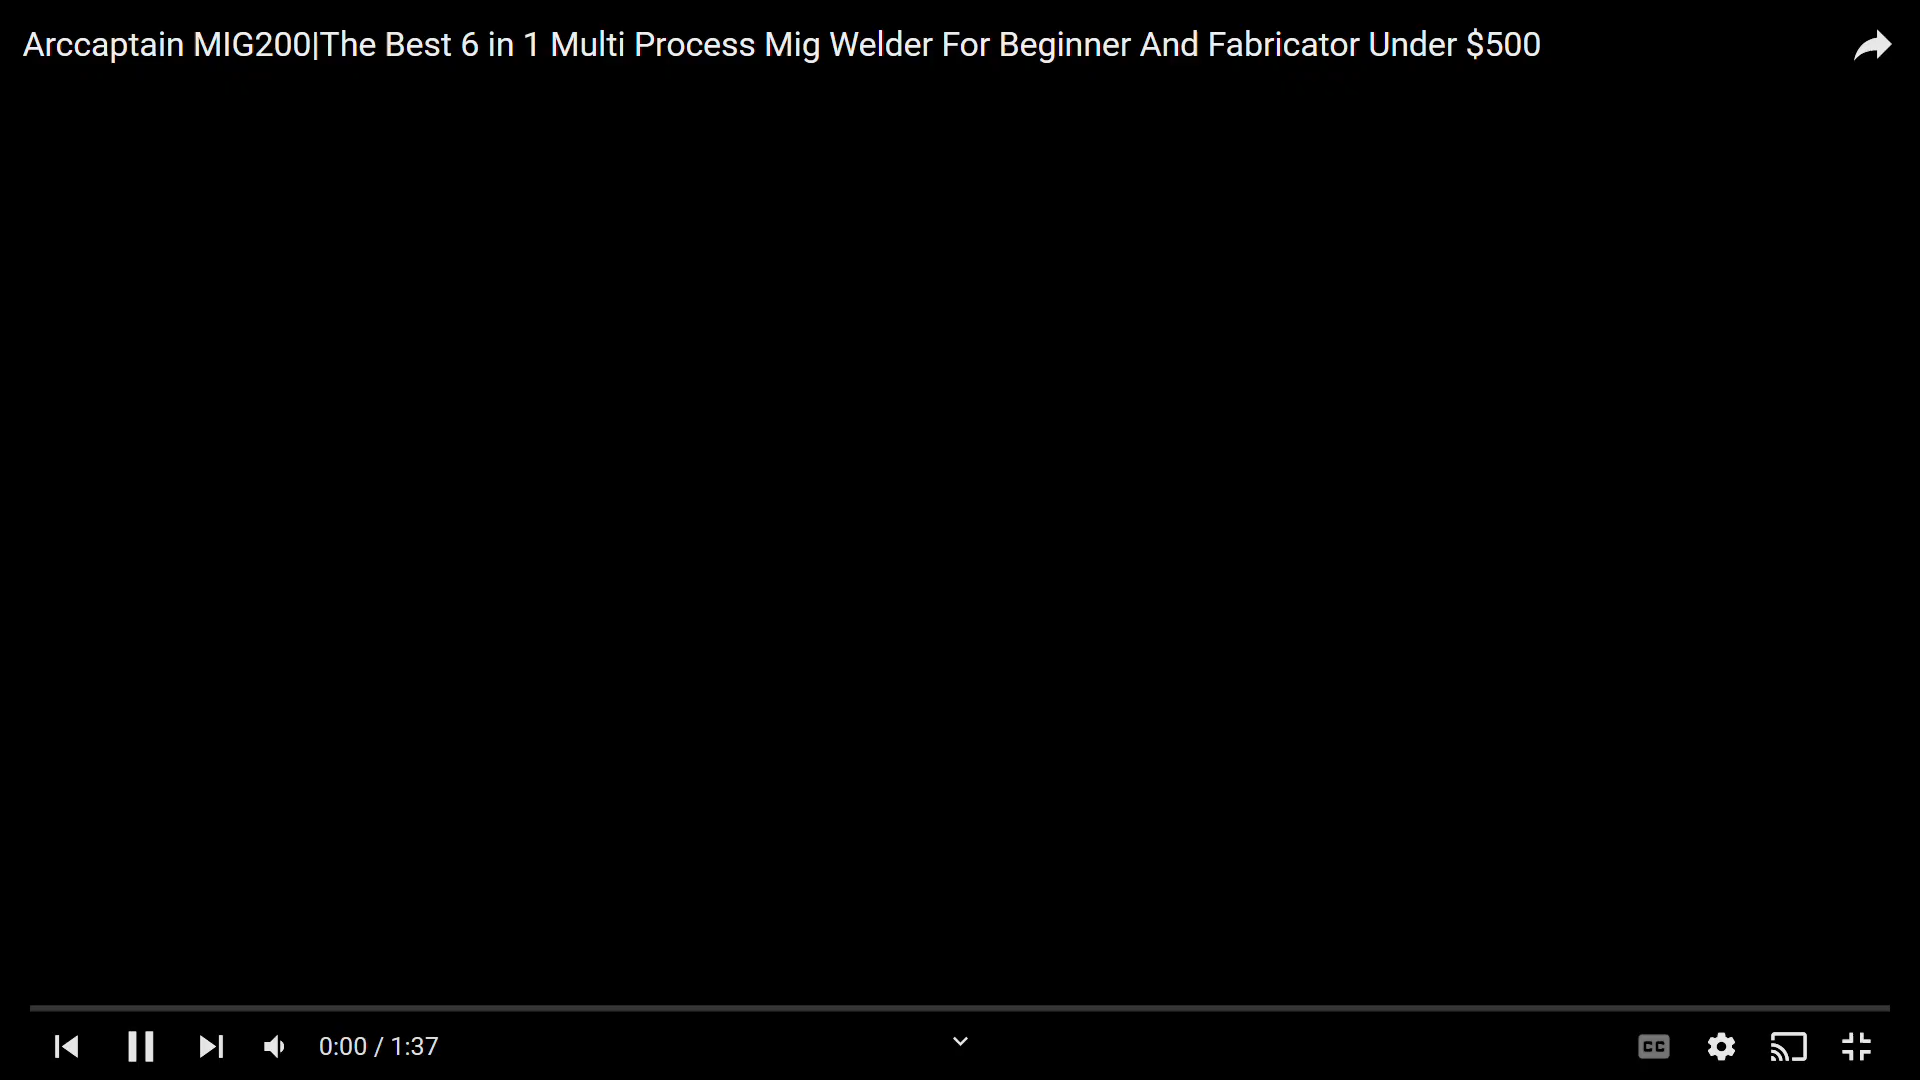 Arccaptain MIG200|The Best 6 in 1 Multi Process Mig Welder For Beginner And Fabricator Under $500
0:00 / 1:37
CC